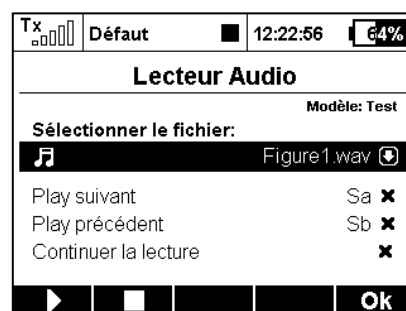 Tx Défaut 12:22:56 64%
Lecteur Audio
Modèle: Test
Sélectionner le fichier:
Figure1.wav
Play suivant Sa
Play précédent Sb
Continuer la lecture
Ok